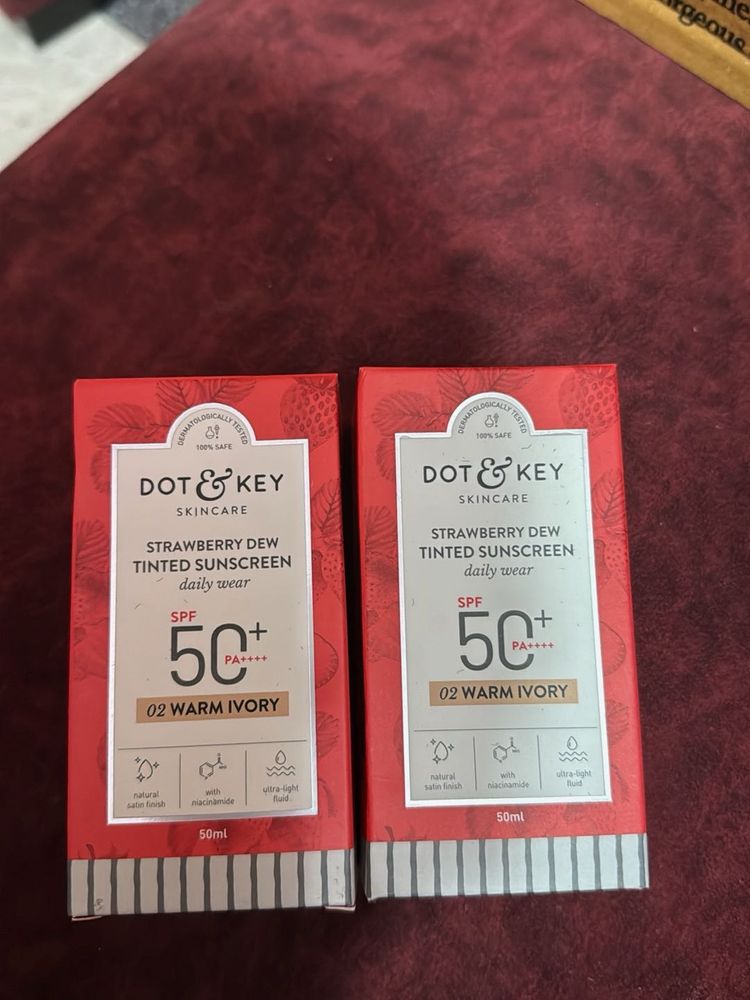 urgeous
DERMATOLOGICALLY TESTED
100% SAFE
DOT & KEY
SKINCARE
STRAWBERRY DEW
TINTED SUNSCREEN
daily wear
SPF
50+
PA++++
02 WARM IVORY
natural
satin finish
with
niacinamide
ultra-light
fluid
50ml
DERMATOLOGICALLY TESTED
100% SAFE
DOT & KEY
SKINCARE
STRAWBERRY DEW
TINTED SUNSCREEN
daily wear
SPF
50+
PA++++
02 WARM IVORY
natural
satin finish
with
niacinamide
ultra-light
fluid
50ml